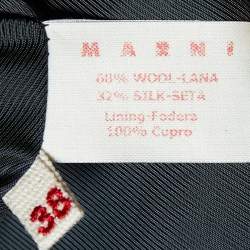 MARNI
68% WOOL-LANA
32% SILK-SETA
Lining-Fodera
100% Cupro
38